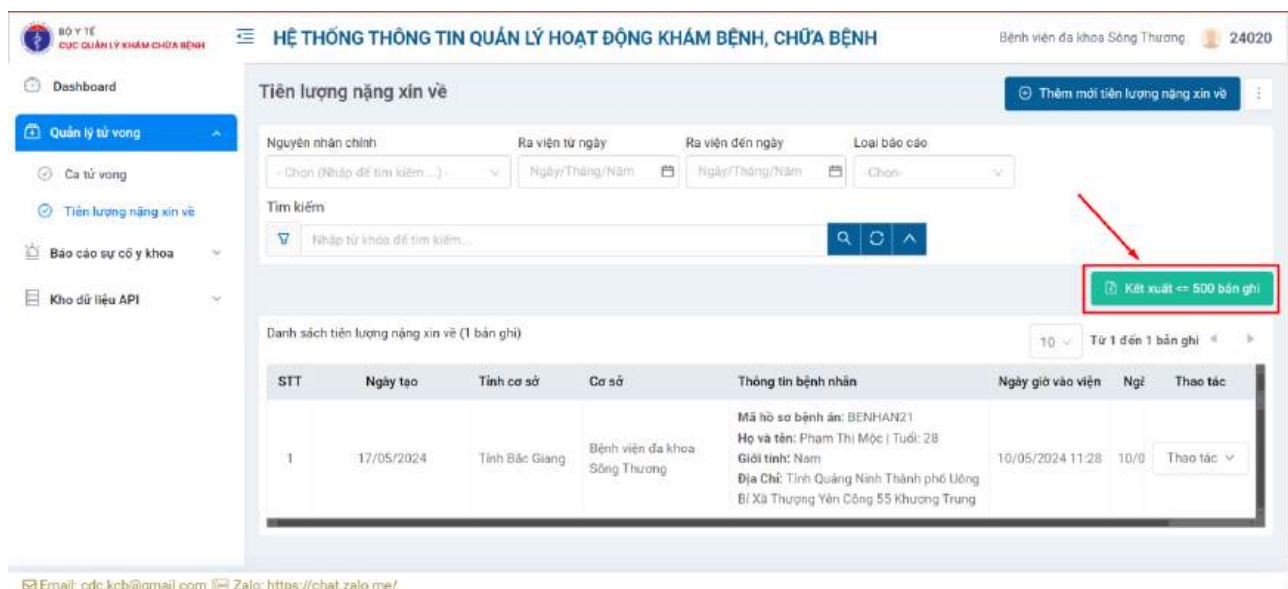 BỘ Y TẾ
CỤC QUẢN LÝ KHÁM CHỮA BỆNH
HỆ THỐNG THÔNG TIN QUẢN LÝ HOẠT ĐỘNG KHÁM BỆNH, CHỮA BỆNH
Bệnh viện đa khoa Sông Thương
24020
Dashboard
Quản lý tử vong
Ca tử vong
Tiên lượng nặng xin về
Báo cáo sự cố y khoa
Kho dữ liệu API
Tiên lượng nặng xin về
Thêm mới tiên lượng nặng xin về
Nguyên nhân chính
Ra viện từ ngày
Ra viện đến ngày
Loại báo cáo
- Chọn (Nhập để tìm kiếm ...) -
Ngày/Tháng/Năm
Ngày/Tháng/Năm
-Chọn-
Tìm kiếm
Nhập từ khóa để tìm kiếm...
Kết xuất <= 500 bản ghi
Danh sách tiên lượng nặng xin về (1 bản ghi)
10
Từ 1 đến 1 bản ghi
STT
Ngày tạo
Tỉnh cơ sở
Cơ sở
Thông tin bệnh nhân
Ngày giờ vào viện
Ngà
Thao tác
1
17/05/2024
Tỉnh Bắc Giang
Bệnh viện đa khoa
Sông Thương
Mã hồ sơ bệnh án: BENHAN21
Họ và tên: Phạm Thị Mộc | Tuổi: 28
Giới tính: Nam
Địa Chỉ: Tỉnh Quảng Ninh Thành phố Uông
Bí Xã Thượng Yên Công 55 Khương Trung
10/05/2024 11:28
10/0
Thao tác
Email: cdc.kcb@gmail.com
Zalo: https://chat.zalo.me/